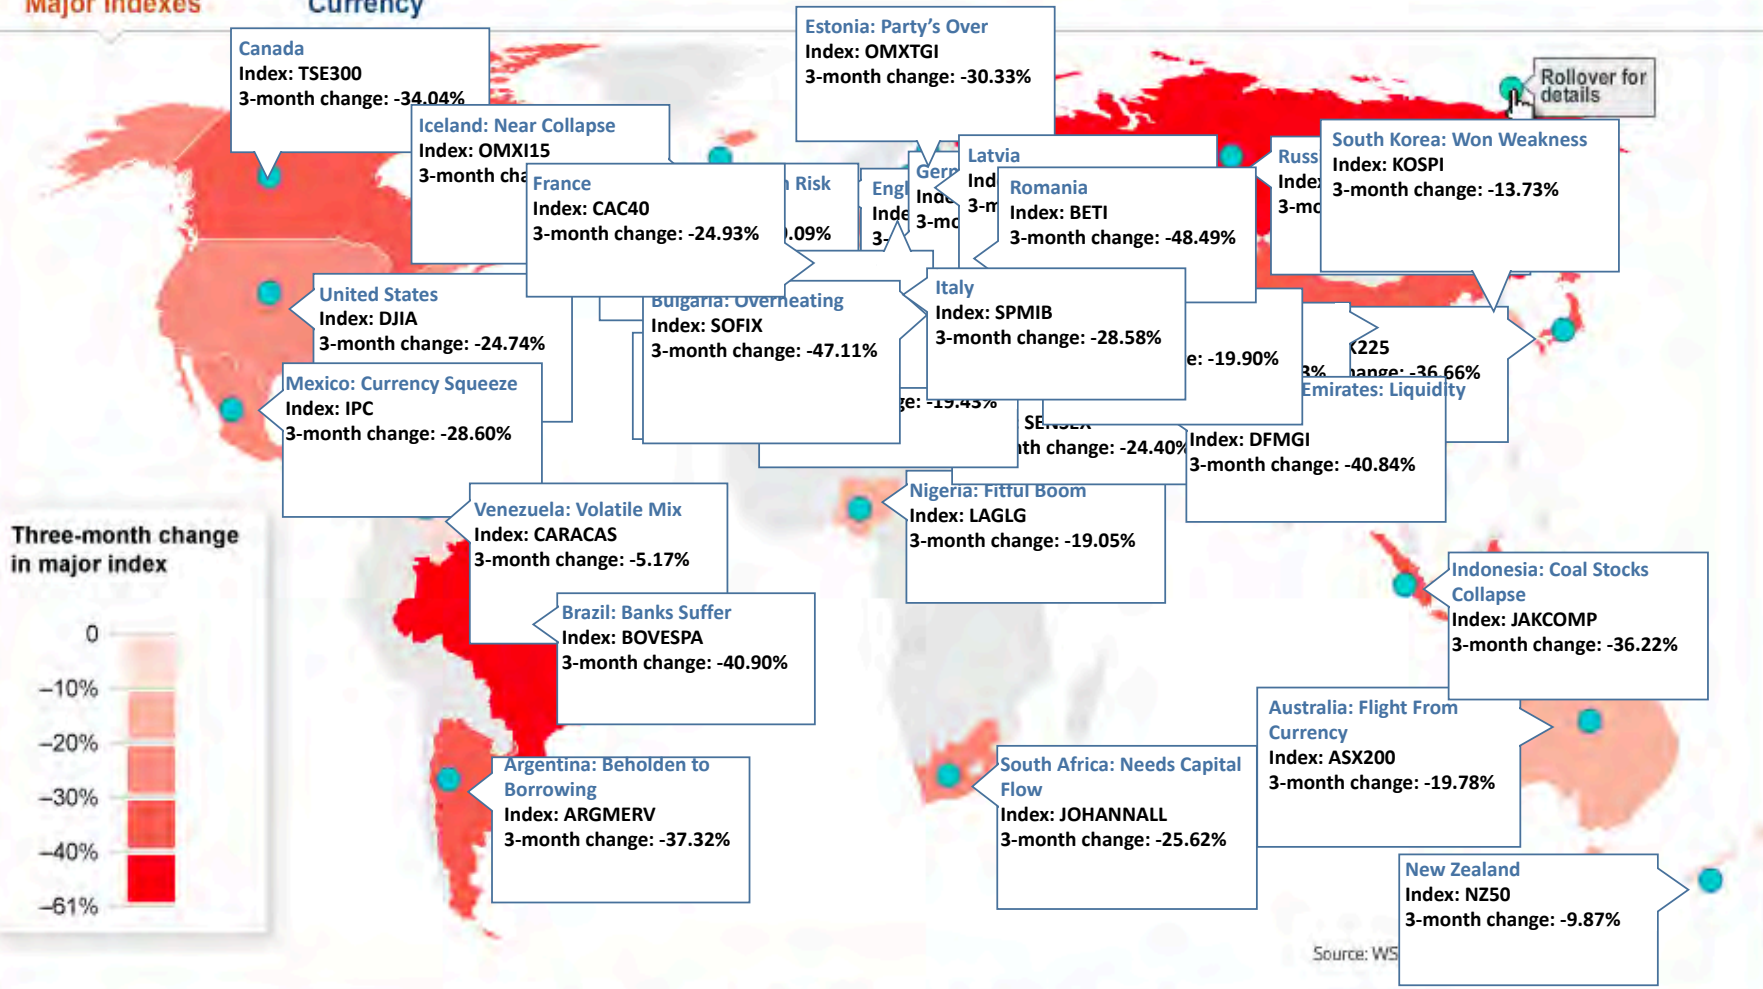 Major Indexes
Currency
Canada
Index: TSE300
3-month change: -34.04%
Estonia: Party’s Over
Index: OMXTGI
3-month change: -30.33%
Rollover for
details
Iceland: Near Collapse
Index: OMXI15
3-month
France
Index: CAC40
3-month change: -24.93%
Risk
.09%
Latvia
Romania
Index: BETI
3-month change: -48.49%
South Korea: Won Weakness
Index: KOSPI
3-month change: -13.73%
United States
Index: DJIA
3-month change: -24.74%
Bulgaria: Overheating
Index: SOFIX
3-month change: -47.11%
Italy
Index: SPMIB
3-month change: -28.58%
-19.90%
225
-36.66%
Mexico: Currency Squeeze
Index: IPC
3-month change: -28.60%
-19.43%
SENSEX
change: -24.40%
Emirates: Liquidity
Index: DFMGI
3-month change: -40.84%
Nigeria: Fitful Boom
Index: LAGLG
3-month change: -19.05%
Venezuela: Volatile Mix
Index: CARACAS
3-month change: -5.17%
Brazil: Banks Suffer
Index: BOVESPA
3-month change: -40.90%
Indonesia: Coal Stocks
Collapse
Index: JAKCOMP
3-month change: -36.22%
Three-month change
in major index
0
–10%
–20%
–30%
–40%
–61%
Argentina: Beholden to
Borrowing
Index: ARGMERV
3-month change: -37.32%
South Africa: Needs Capital
Flow
Index: JOHANNALL
3-month change: -25.62%
Australia: Flight From
Currency
Index: ASX200
3-month change: -19.78%
New Zealand
Index: NZ50
3-month change: -9.87%
Source: WS